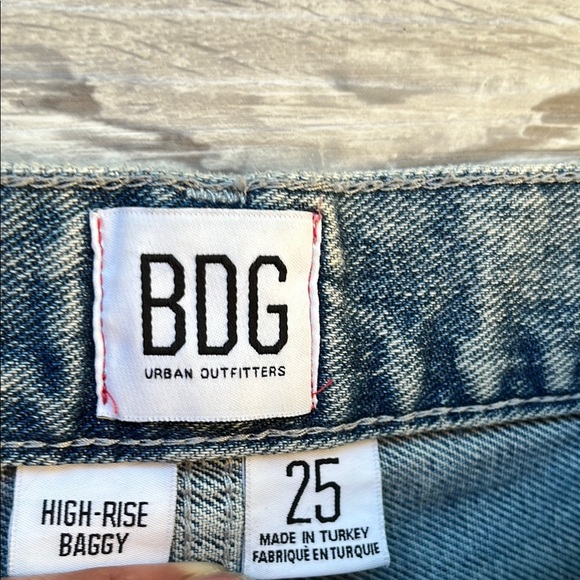 BDG
URBAN OUTFITTERS
HIGH-RISE
BAGGY
25
MADE IN TURKEY
FABRIQUÉ EN TURQUIE